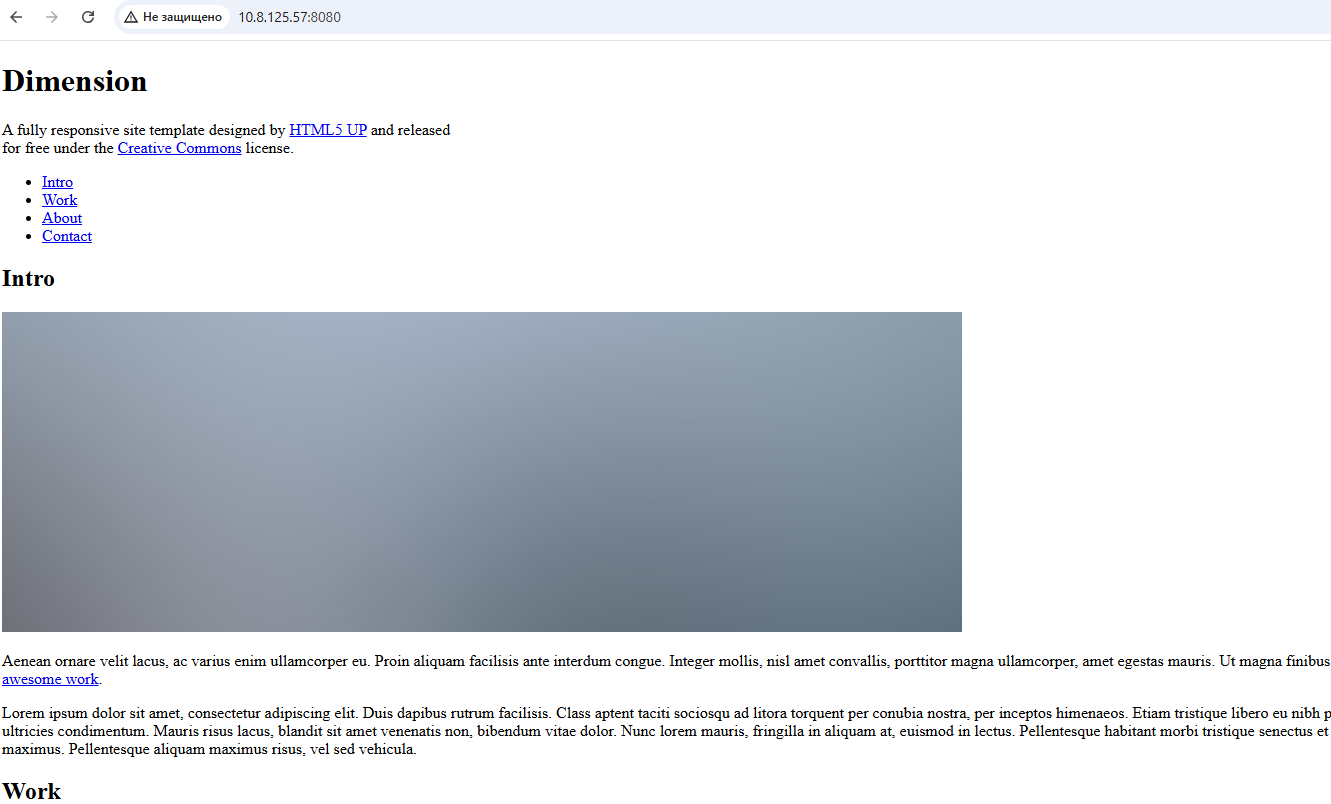 Не защищено
10.8.125.57:8080
Dimension
A fully responsive site template designed by HTML5 UP and released
for free under the Creative Commons license.
Intro
Work
About
Contact
Intro
Aenean ornare velit lacus, ac varius enim ullamcorper eu. Proin aliquam facilisis ante interdum congue. Integer mollis, nisl amet convallis, porttitor magna ullamcorper, amet egestas mauris. Ut magna finibus
awesome work.
Lorem ipsum dolor sit amet, consectetur adipiscing elit. Duis dapibus rutrum facilisis. Class aptent taciti sociosqu ad litora torquent per conubia nostra, per inceptos himenaeos. Etiam tristique libero eu nibh p
ultricies condimentum. Mauris risus lacus, blandit sit amet venenatis non, bibendum vitae dolor. Nunc lorem mauris, fringilla in aliquam at, euismod in lectus. Pellentesque habitant morbi tristique senectus et
maximus. Pellentesque aliquam maximus risus, vel sed vehicula.
Work